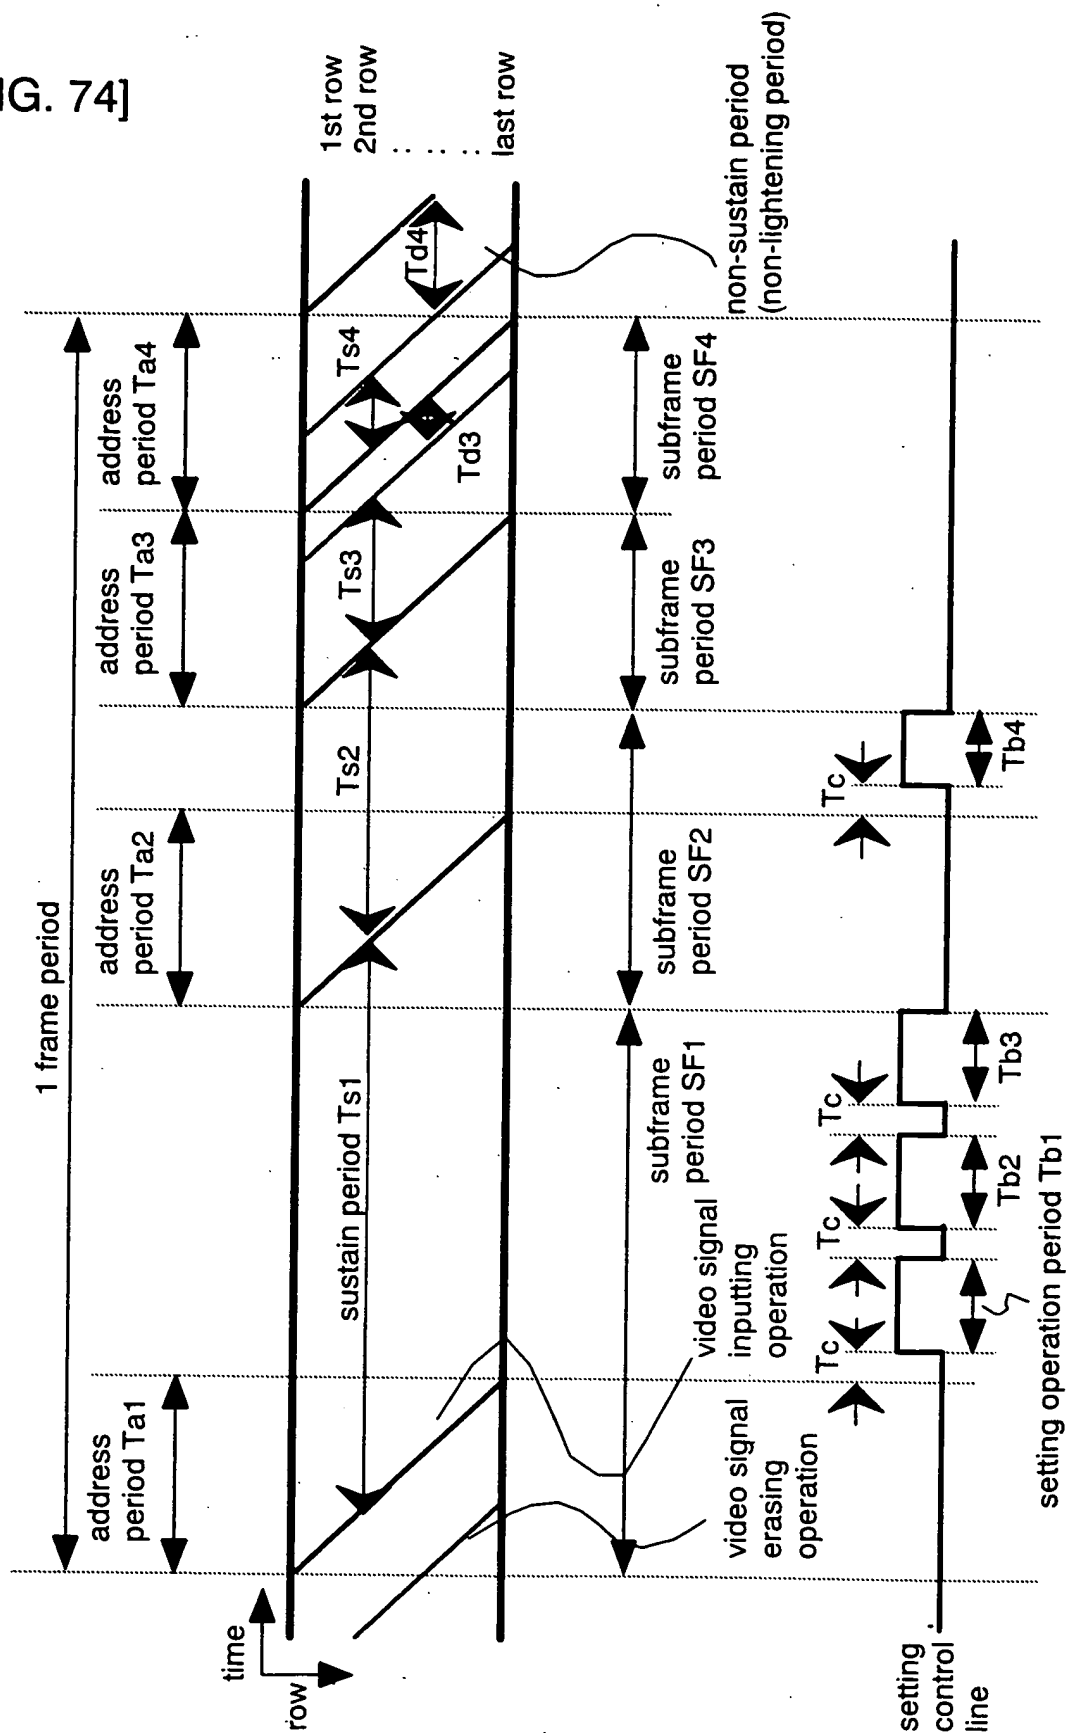 IG. 74]
1 frame period
address
period Ta1
address
period Ta2
address
period Ta3
address
period Ta4
time
row
1st row
2nd row
last row
sustain period Ts1
Ts2
Ts3
Ts4
Td3
Td4
non-sustain period
(non-lightening period)
subframe
period SF1
subframe
period SF2
subframe
period SF3
subframe
period SF4
video signal
erasing
operation
video signal
inputting
operation
setting
control
line
Tc
Tc
Tc
Tc
setting operation period Tb1
Tb2
Tb3
Tb4